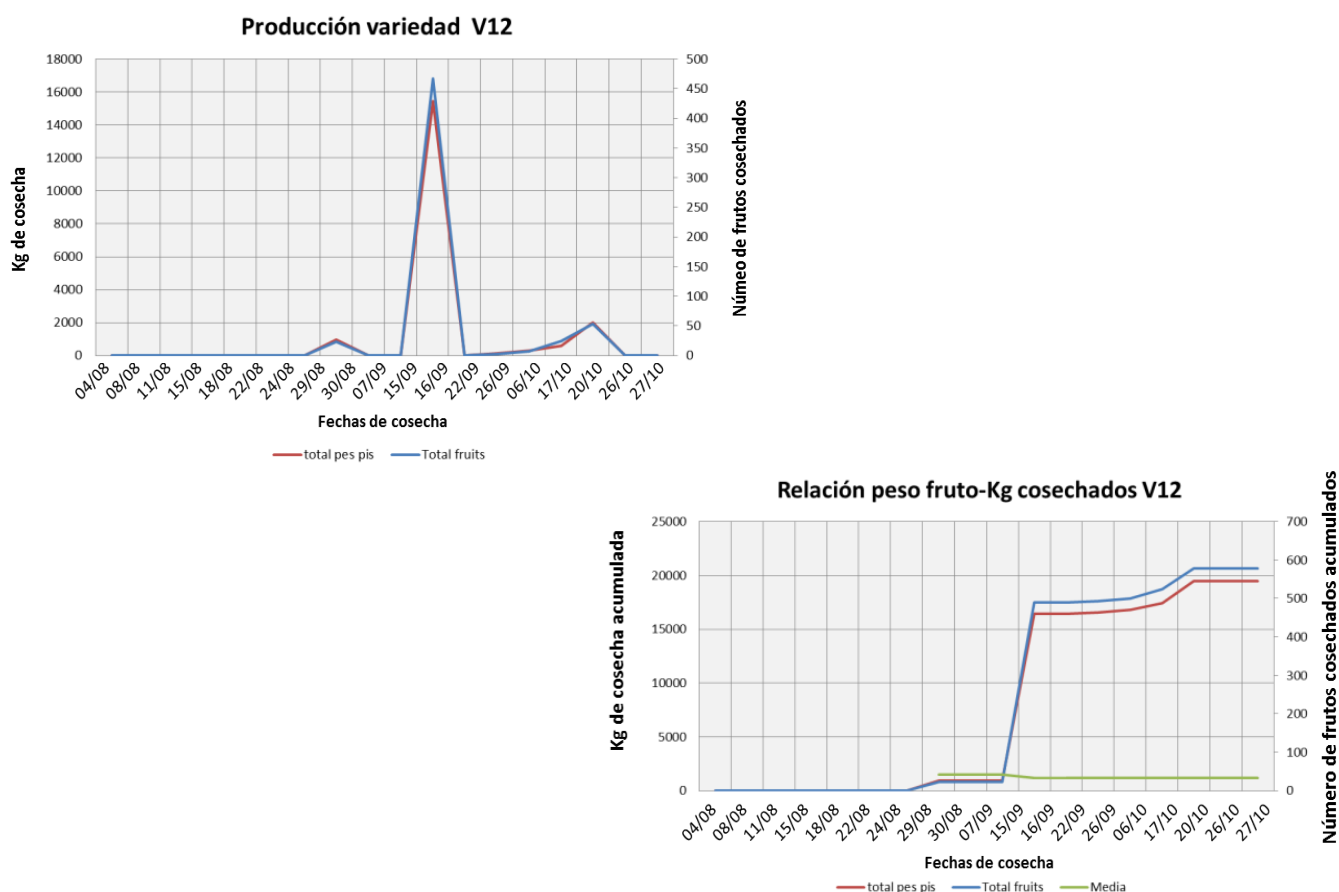 Producción variedad V12
18000
16000
14000
12000
10000
8000
6000
4000
2000
0
500
450
400
350
300
250
200
150
100
50
0
Kg de cosecha
Númeo de frutos cosechados
04/08 08/08 11/08 15/08 18/08 22/08 24/08 29/08 30/08 07/09 15/09 16/09 22/09 26/09 06/10 17/10 20/10 26/10 27/10
Fechas de cosecha
total pes pis Total fruits
Relación peso fruto-Kg cosechados V12
25000
20000
15000
10000
5000
0
700
600
500
400
300
200
100
0
Kg de cosecha acumulada
Número de frutos cosechados acumulados
04/08 08/08 11/08 15/08 18/08 22/08 24/08 29/08 30/08 07/09 15/09 16/09 22/09 26/09 06/10 17/10 20/10 26/10 27/10
Fechas de cosecha
total pes pis Total fruits Media